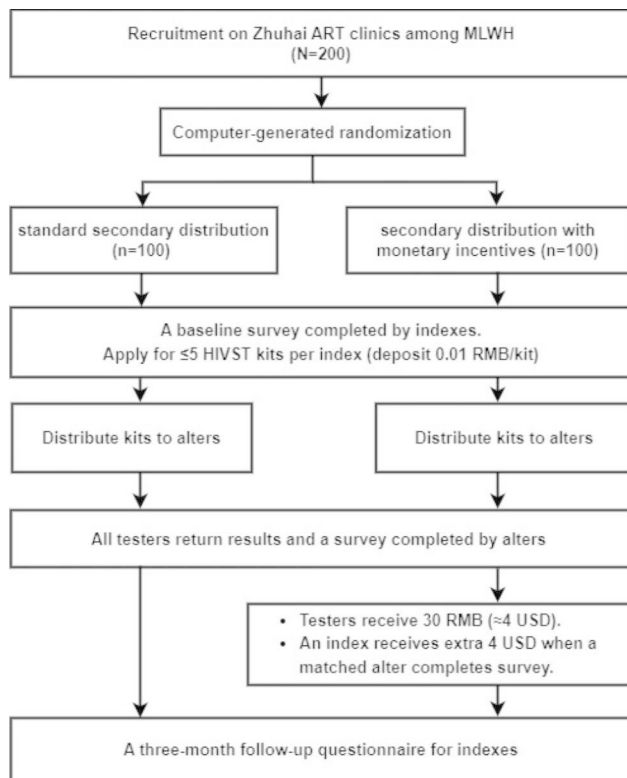 Recruitment on Zhuhai ART clinics among MLWH
(N=200)
Computer-generated randomization
standard secondary distribution
(n=100)
secondary distribution with
monetary incentives (n=100)
A baseline survey completed by indexes.
Apply for ≤5 HIVST kits per index (deposit 0.01 RMB/kit)
Distribute kits to alters
Distribute kits to alters
All testers return results and a survey completed by alters
• Testers receive 30 RMB (≈4 USD).
• An index receives extra 4 USD when a
matched alter completes survey.
A three-month follow-up questionnaire for indexes